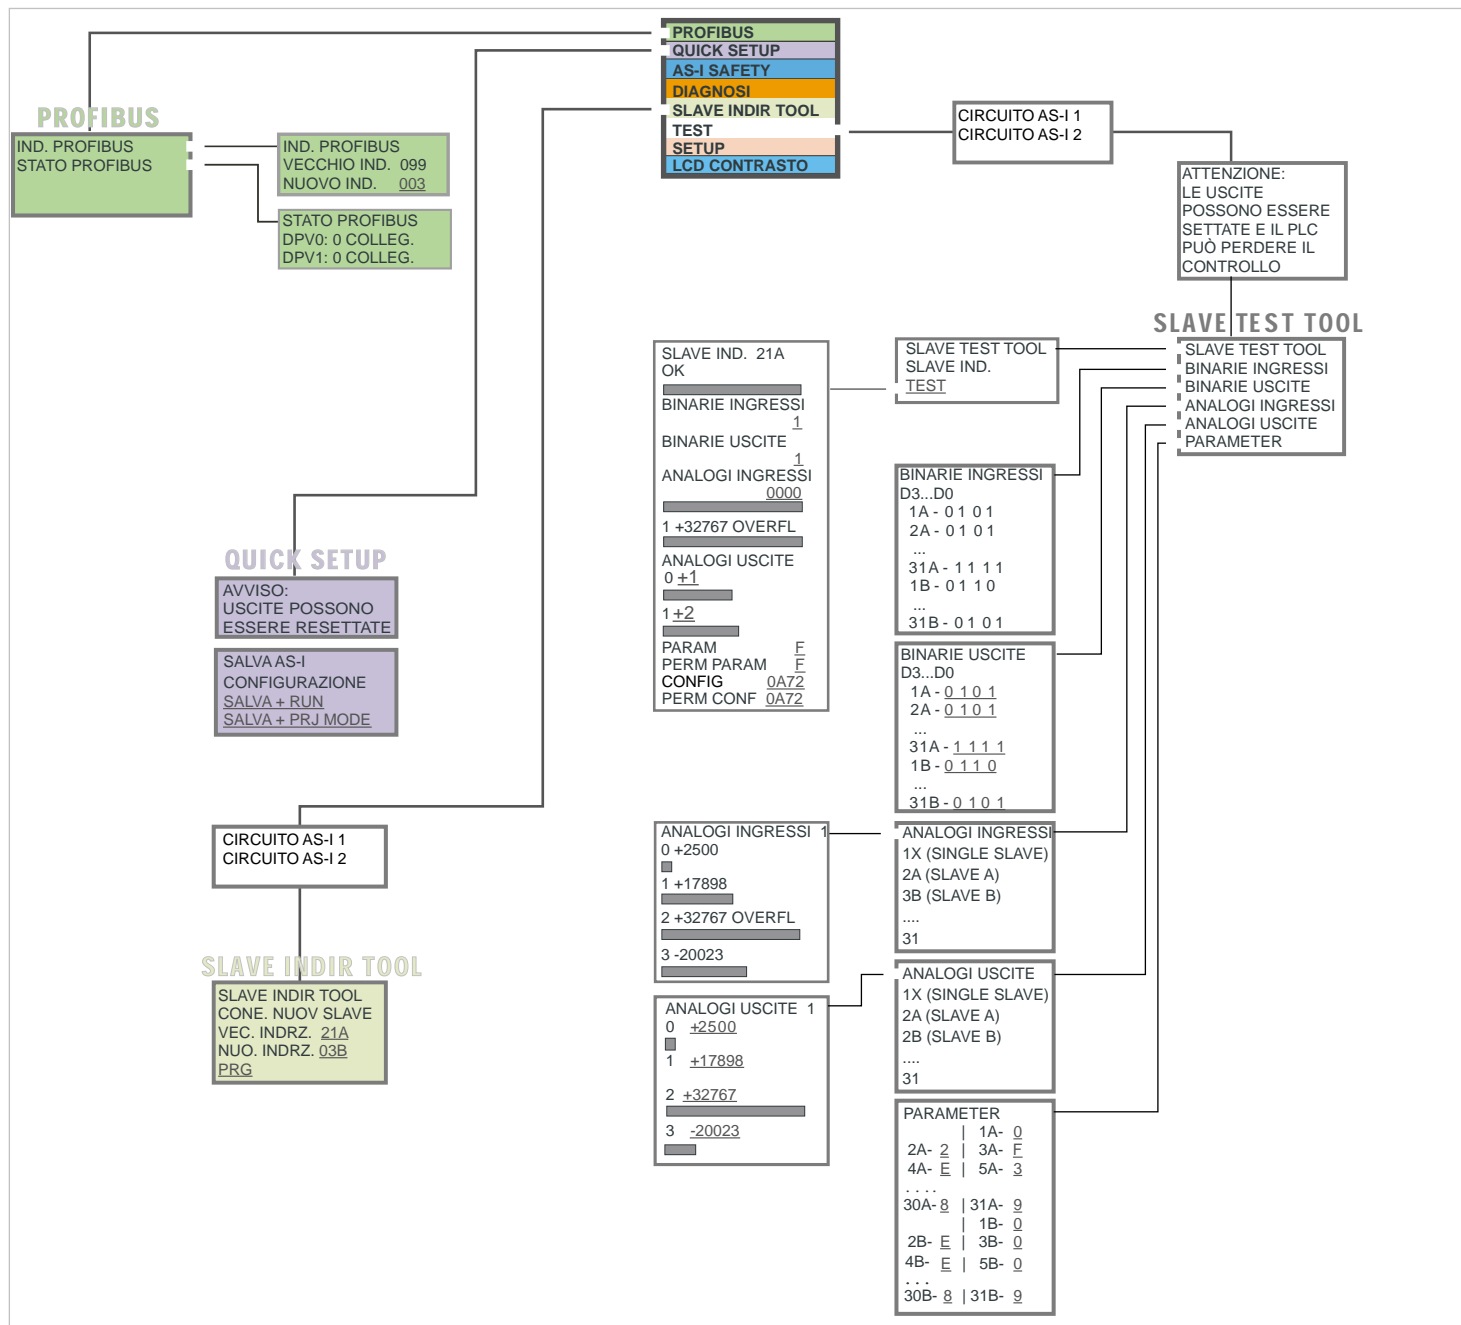 PROFIBUS
QUICK SETUP
AS-I SAFETY
DIAGNOSI
SLAVE INDIR TOOL
TEST
SETUP
LCD CONTRASTO
PROFIBUS
IND. PROFIBUS
STATO PROFIBUS
IND. PROFIBUS
VECCHIO IND. 099
NUOVO IND. 003
STATO PROFIBUS
DPV0: 0 COLLEG.
DPV1: 0 COLLEG.
CIRCUITO AS-I 1
CIRCUITO AS-I 2
ATTENZIONE:
LE USCITE
POSSONO ESSERE
SETTATE E IL PLC
PUÒ PERDERE IL
CONTROLLO
SLAVE TEST TOOL
SLAVE TEST TOOL
BINARIE INGRESSI
BINARIE USCITE
ANALOGI INGRESSI
ANALOGI USCITE
PARAMETER
SLAVE TEST TOOL
SLAVE IND.
TEST
SLAVE IND. 21A
OK
BINARIE INGRESSI
1
BINARIE USCITE
1
ANALOGI INGRESSI
0000
1 +32767 OVERFL
ANALOGI USCITE
0 +1
1 +2
PARAM F
PERM PARAM F
CONFIG 0A72
PERM CONF 0A72
BINARIE INGRESSI
D3...D0
1A - 0 1 0 1
2A - 0 1 0 1
...
31A - 1 1 1 1
1B - 0 1 1 0
...
31B - 0 1 0 1
BINARIE USCITE
D3...D0
1A - 0 1 0 1
2A - 0 1 0 1
...
31A - 1 1 1 1
1B - 0 1 1 0
...
31B - 0 1 0 1
QUICK SETUP
AVVISO:
USCITE POSSONO
ESSERE RESETTATE
SALVA AS-I
CONFIGURAZIONE
SALVA + RUN
SALVA + PRJ MODE
CIRCUITO AS-I 1
CIRCUITO AS-I 2
SLAVE INDIR TOOL
SLAVE INDIR TOOL
CONE. NUOV SLAVE
VEC. INDRZ. 21A
NUO. INDRZ. 03B
PRG
ANALOGI INGRESSI 1
0 +2500
1 +17898
2 +32767 OVERFL
3 -20023
ANALOGI INGRESSI
1X (SINGLE SLAVE)
2A (SLAVE A)
3B (SLAVE B)
....
31
ANALOGI USCITE 1
0 +2500
1 +17898
2 +32767
3 -20023
ANALOGI USCITE
1X (SINGLE SLAVE)
2A (SLAVE A)
2B (SLAVE B)
....
31
PARAMETER
| 1A- 0
2A- 2 | 3A- F
4A- E | 5A- 3
. . . .
30A- 8 | 31A- 9
| 1B- 0
2B- E | 3B- 0
4B- E | 5B- 0
. . .
30B- 8 | 31B- 9